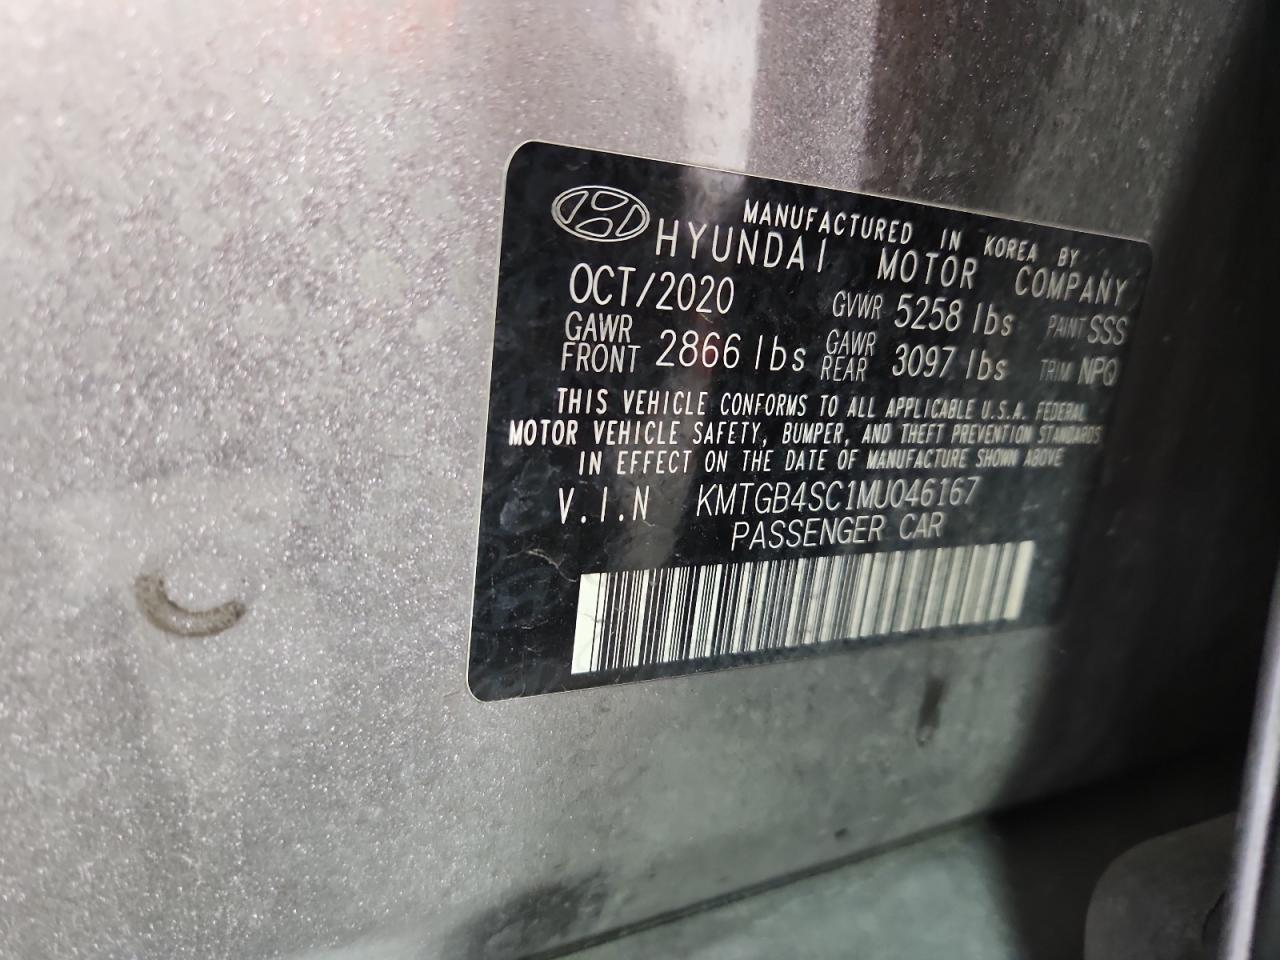 MANUFACTURED IN KOREA BY
HYUNDAI MOTOR COMPANY
OCT/2020 GVWR 5258 lbs PAINT SSS
GAWR FRONT 2866 lbs GAWR REAR 3097 lbs TRIM NPQ
THIS VEHICLE CONFORMS TO ALL APPLICABLE U.S.A. FEDERAL
MOTOR VEHICLE SAFETY, BUMPER, AND THEFT PREVENTION STANDARDS
IN EFFECT ON THE DATE OF MANUFACTURE SHOWN ABOVE
V.I.N KMTGB4SC1MU046167
PASSENGER CAR